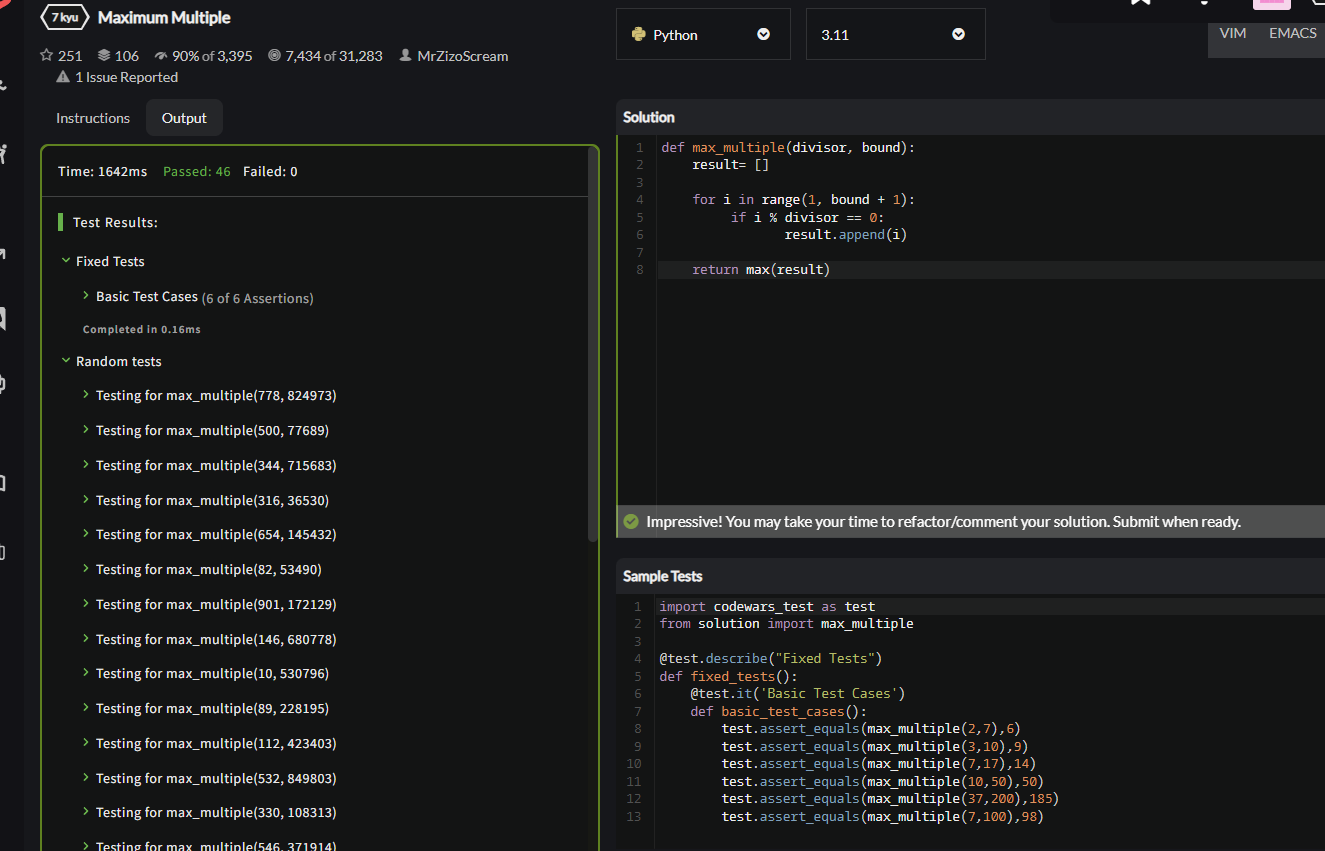 7 kyu Maximum Multiple
251 106 90% of 3,395 7,434 of 31,283 MrZizoScream
1 Issue Reported
Instructions Output
Time: 1642ms Passed: 46 Failed: 0
Test Results:
Fixed Tests
Basic Test Cases (6 of 6 Assertions)
Completed in 0.16ms
Random tests
Testing for max_multiple(778, 824973)
Testing for max_multiple(500, 77689)
Testing for max_multiple(344, 715683)
Testing for max_multiple(316, 36530)
Testing for max_multiple(654, 145432)
Testing for max_multiple(82, 53490)
Testing for max_multiple(901, 172129)
Testing for max_multiple(146, 680778)
Testing for max_multiple(10, 530796)
Testing for max_multiple(89, 228195)
Testing for max_multiple(112, 423403)
Testing for max_multiple(532, 849803)
Testing for max_multiple(330, 108313)
Testing for max_multiple(546, 371914)
Python 3.11
VIM EMACS
Solution
1 def max_multiple(divisor, bound):
2     result= []
3
4     for i in range(1, bound + 1):
5          if i % divisor == 0:
6                 result.append(i)
7
8     return max(result)
Impressive! You may take your time to refactor/comment your solution. Submit when ready.
Sample Tests
1 import codewars_test as test
2 from solution import max_multiple
3
4 @test.describe("Fixed Tests")
5 def fixed_tests():
6     @test.it('Basic Test Cases')
7     def basic_test_cases():
8         test.assert_equals(max_multiple(2,7),6)
9         test.assert_equals(max_multiple(3,10),9)
10         test.assert_equals(max_multiple(7,17),14)
11         test.assert_equals(max_multiple(10,50),50)
12         test.assert_equals(max_multiple(37,200),185)
13         test.assert_equals(max_multiple(7,100),98)